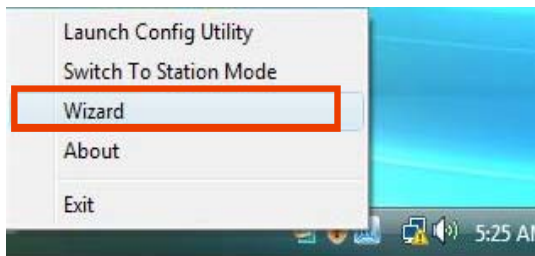 Launch Config Utility
Switch To Station Mode
Wizard
About
Exit
5:25 AM